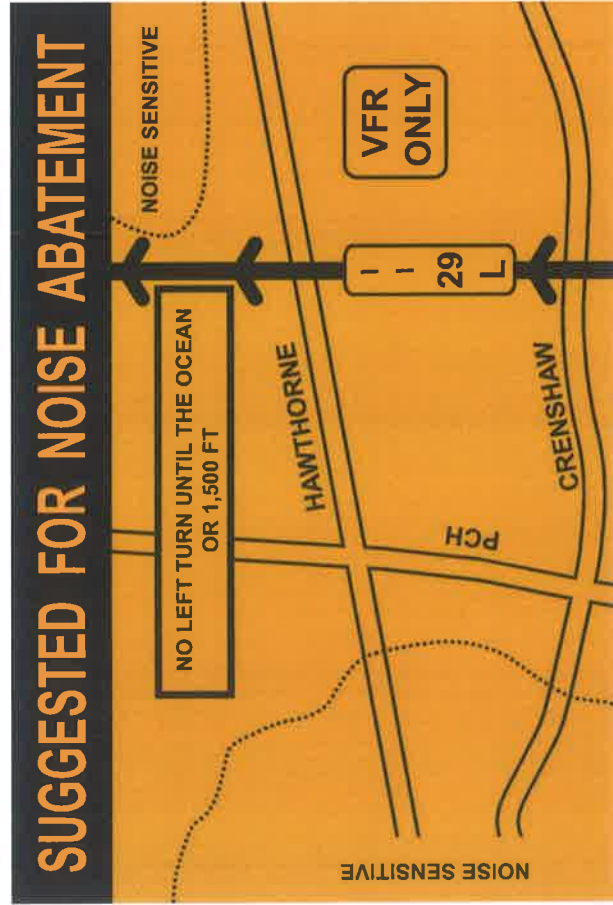 SUGGESTED FOR NOISE ABATEMENT
NOISE SENSITIVE
NO LEFT TURN UNTIL THE OCEAN
OR 1,500 FT
HAWTHORNE
VFR
ONLY
29
L
PCH
CRENSHAW
NOISE SENSITIVE